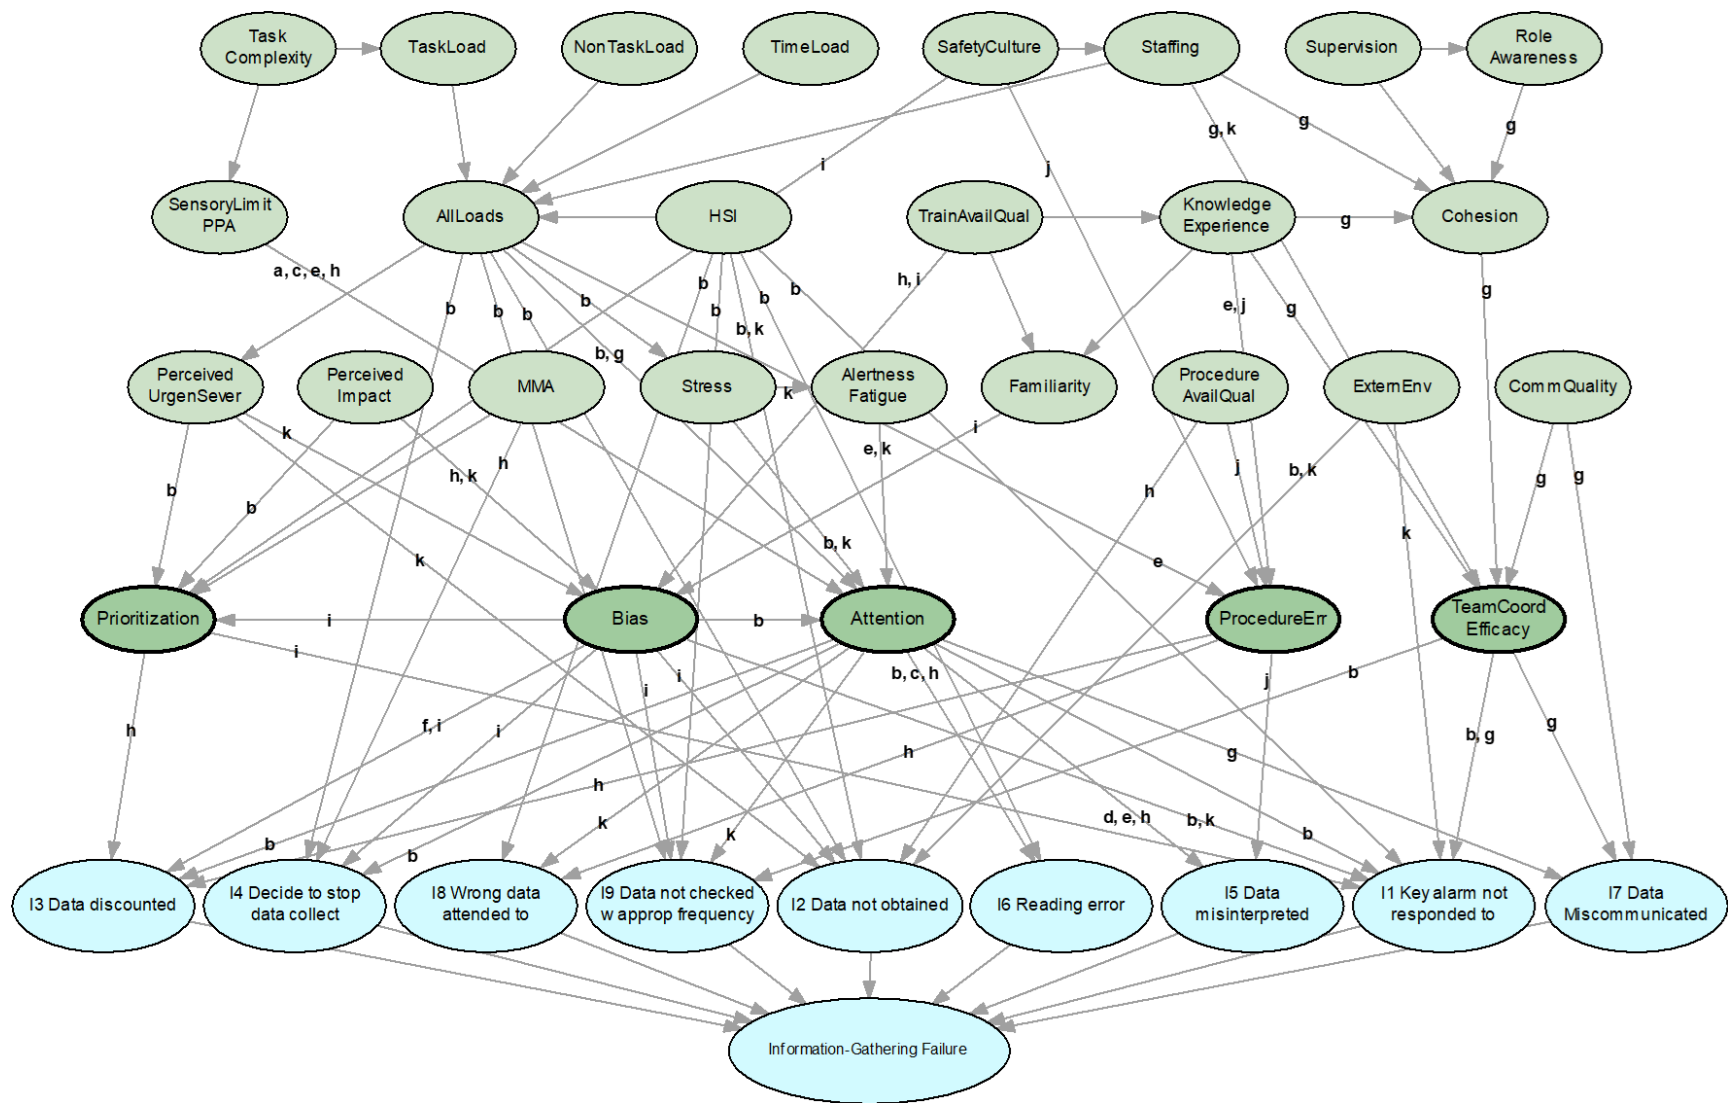 Task
Complexity
TaskLoad
NonTaskLoad
TimeLoad
SafetyCulture
Staffing
Supervision
Role
Awareness
g, k
g
g
i
j
SensoryLimit
PPA
AllLoads
HSI
TrainAvailQual
Knowledge
Experience
g
Cohesion
a, c, e, h
h, i
b
b
b
b
b
b
b
b
b, k
b, g
e, j
g
g
Perceived
UrgenSever
Perceived
Impact
MMA
Stress
k
Alertness
Fatigue
Familiarity
Procedure
AvailQual
ExternEnv
CommQuality
k
i
e, k
h
h, k
b, k
j
b
b
h
g
g
k
b, k
k
e
Prioritization
i
Bias
b
Attention
ProcedureErr
TeamCoord
Efficacy
i
i
i
b, c, h
j
b
h
f, i
i
h
g
b, g
g
h
k
k
b
b
d, e, h
b, k
b
I3 Data discounted
I4 Decide to stop
data collect
I8 Wrong data
attended to
I9 Data not checked
w approp frequency
I2 Data not obtained
I6 Reading error
I5 Data
misinterpreted
I1 Key alarm not
responded to
I7 Data
Miscommunicated
Information-Gathering Failure